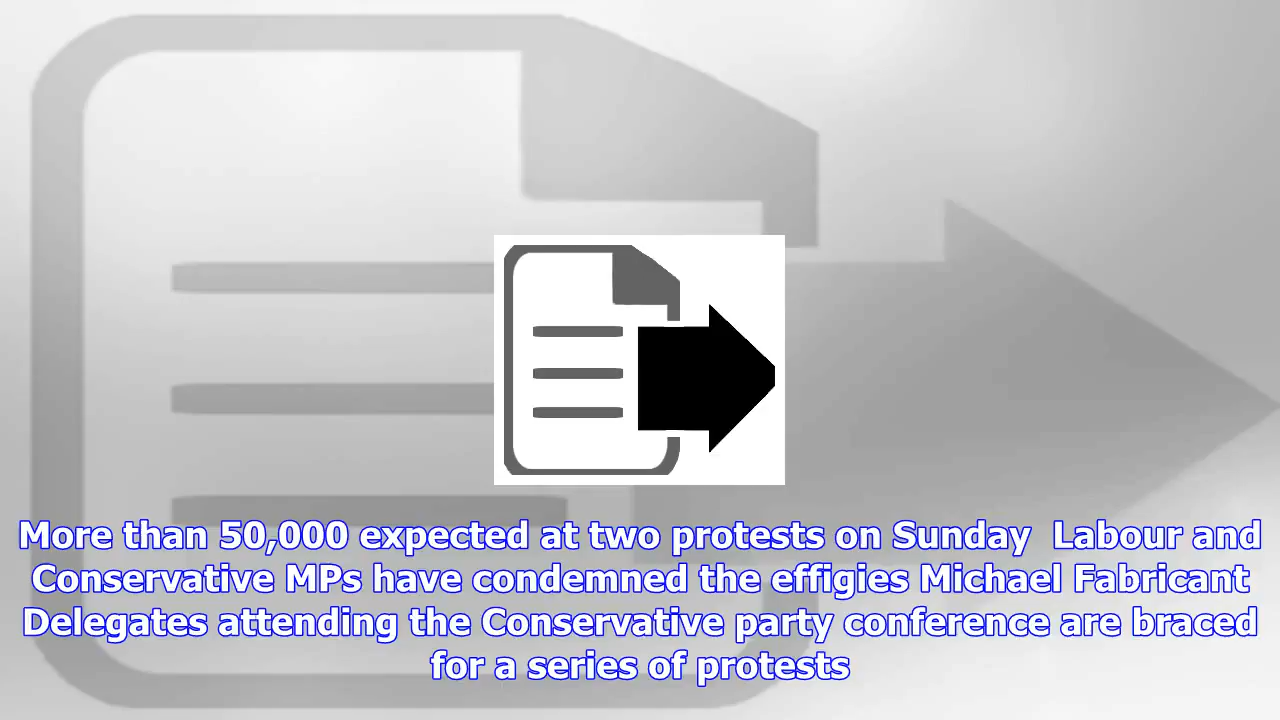 More than 50,000 expected at two protests on Sunday  Labour and
Conservative MPs have condemned the effigies Michael Fabricant
Delegates attending the Conservative party conference are braced
for a series of protests